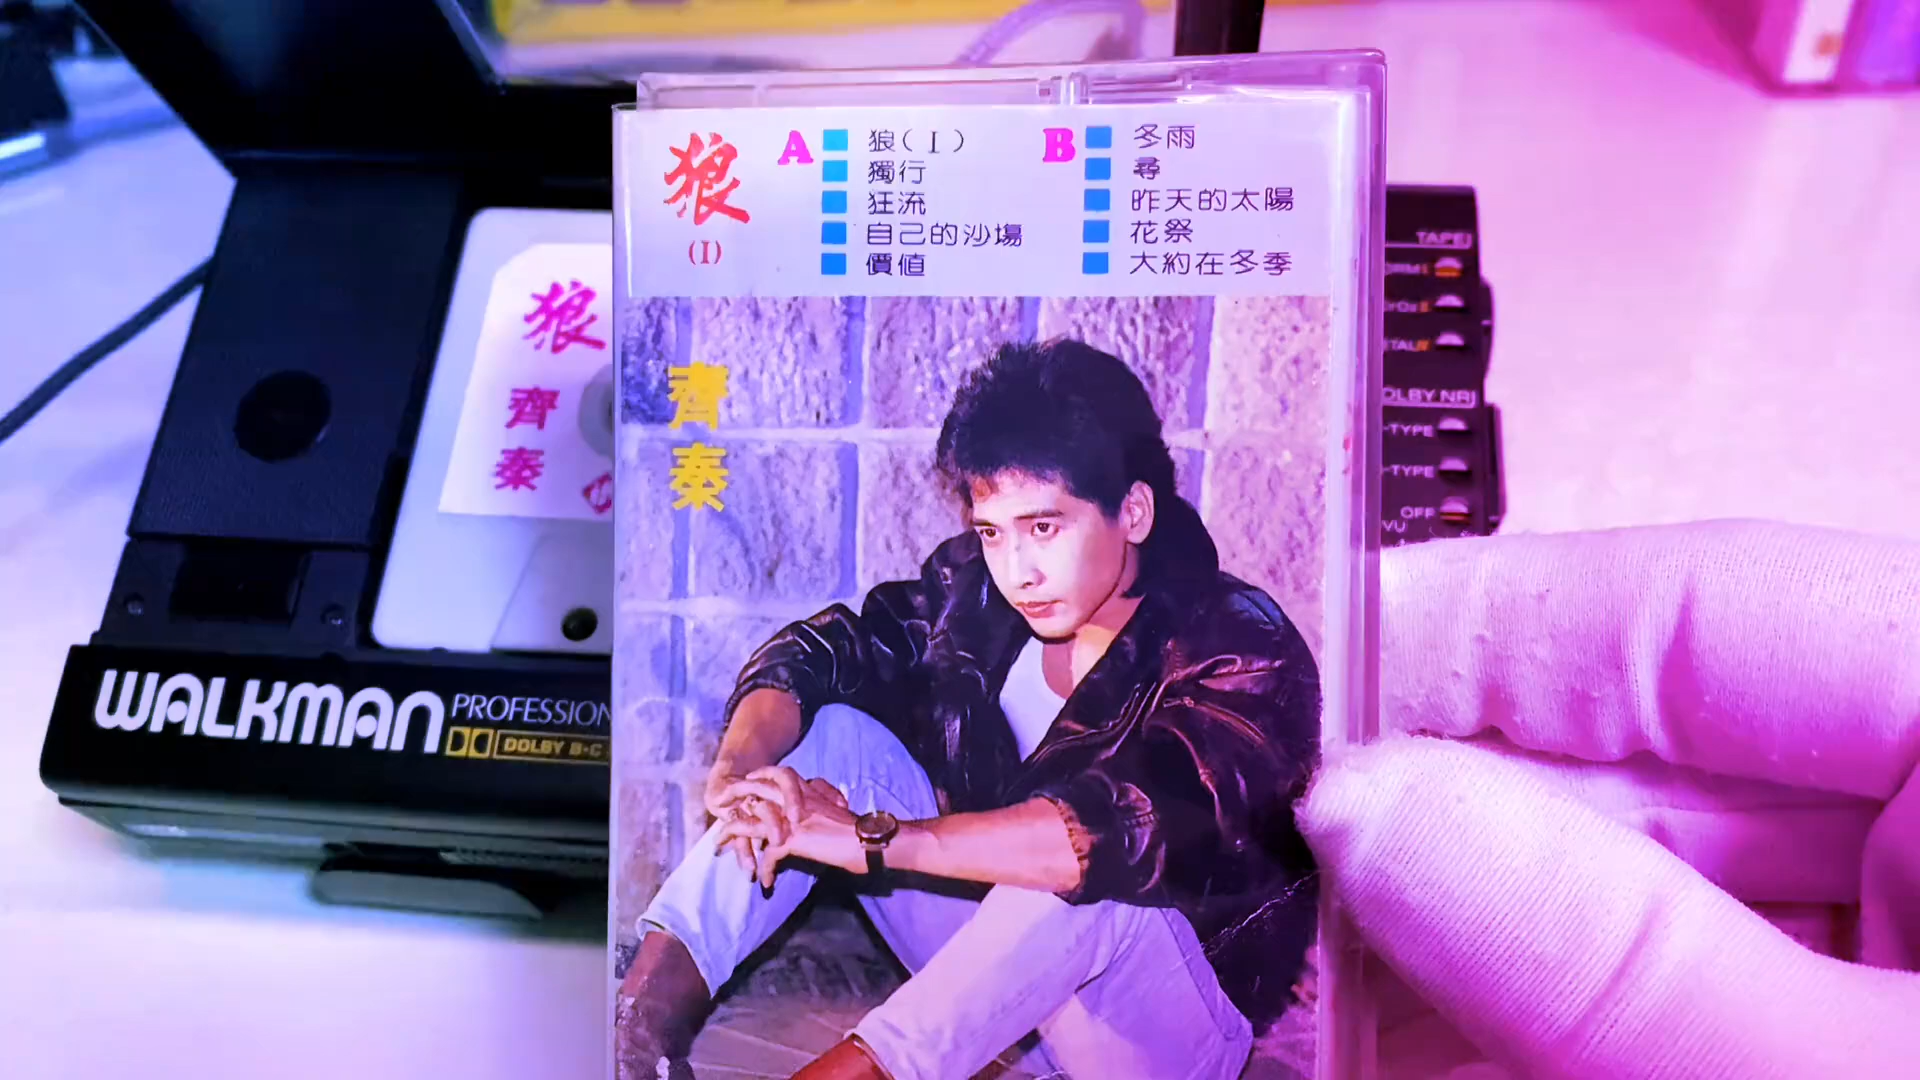 狼
(I)
A
狼(I)
獨行
狂流
自己的沙塲
價值
B
冬雨
尋
昨天的太陽
花祭
大約在冬季
齊
秦
狼
齊
秦
WALKMAN PROFESSION
DOLBY B-C
TAPE
DOLBY NR
-TYPE
-TYPE
OFF
VU